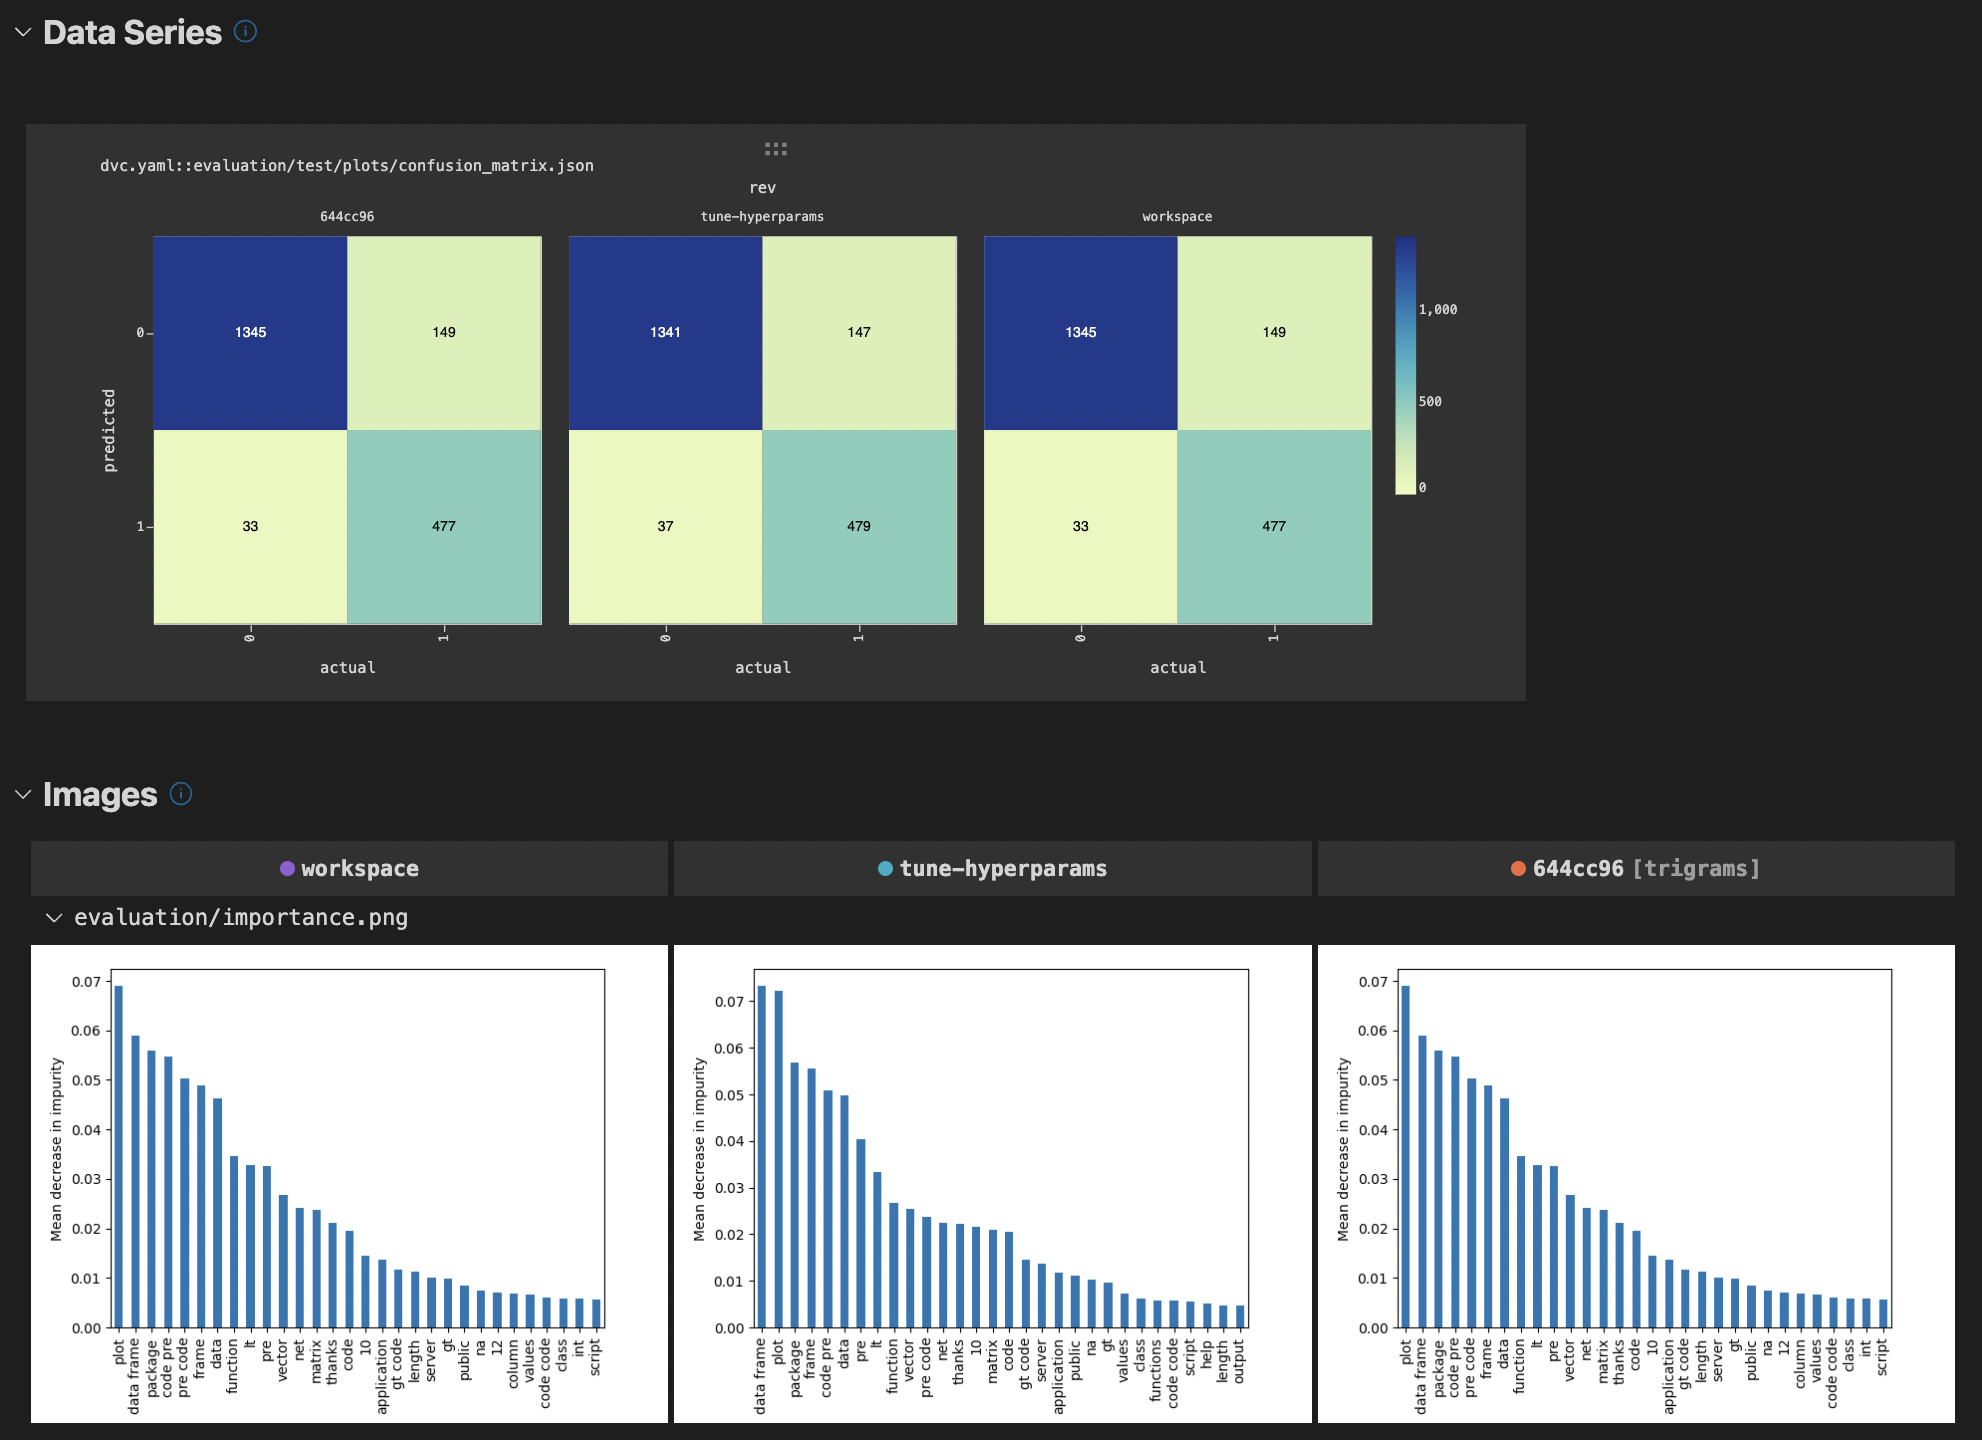 Data Series
dvc.yaml::evaluation/test/plots/confusion_matrix.json
rev
644cc96 tune-hyperparams workspace
predicted
0 1345 149 1341 147 1345 149
1 33 477 37 479 33 477
0 1 0 1 0 1
actual actual actual
1,000
500
0
Images
workspace tune-hyperparams 644cc96 [trigrams]
evaluation/importance.png
Mean decrease in impurity
0.07
0.06
0.05
0.04
0.03
0.02
0.01
0.00
plot
data frame
package
code pre
pre code
frame
data
function
lt
pre
vector
net
matrix
thanks
code
10
application
gt code
length
server
gt
public
na
12
column
values
code code
class
int
script
Mean decrease in impurity
0.07
0.06
0.05
0.04
0.03
0.02
0.01
0.00
data frame
plot
package
frame
code pre
data
pre
lt
function
vector
pre code
net
thanks
10
matrix
code
gt code
server
application
public
na
gt
values
class
functions
code code
script
help
length
output
Mean decrease in impurity
0.07
0.06
0.05
0.04
0.03
0.02
0.01
0.00
plot
data frame
package
code pre
pre code
frame
data
function
lt
pre
vector
net
matrix
thanks
code
10
application
gt code
length
server
gt
public
na
12
column
values
code code
class
int
script